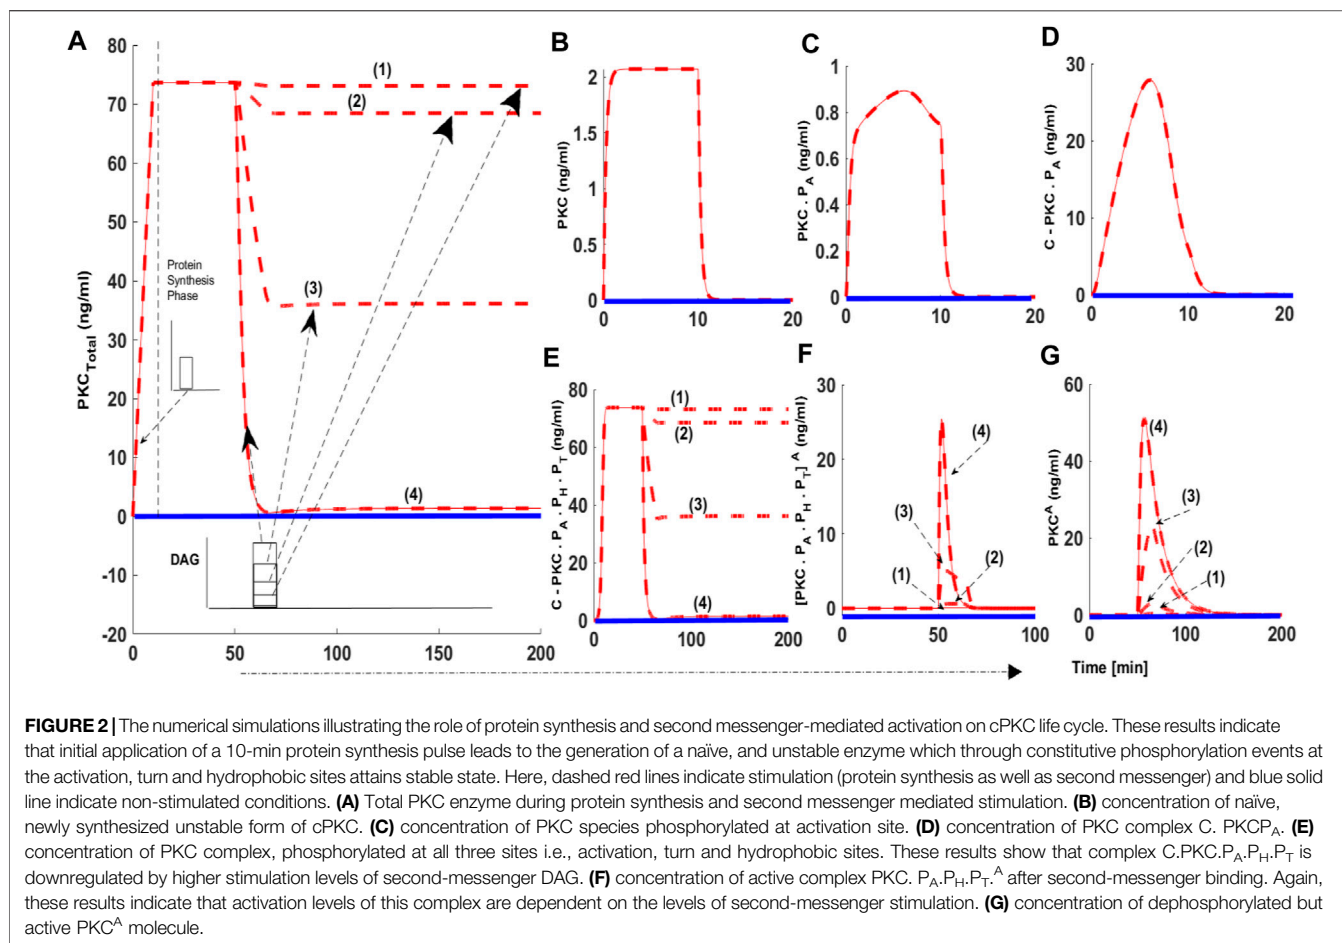 A
80
70
60
50
40
30
20
10
0
-10
-20
PKC_Total (ng/ml)
(1)
(2)
(3)
(4)
Protein
Synthesis
Phase
DAG
0
50
100
150
200
B
2
1.5
1
0.5
0
PKC (ng/ml)
0
10
20
C
1
0.8
0.6
0.4
0.2
0
PKC . P_A (ng/ml)
0
10
20
D
30
20
10
0
C - PKC . P_A (ng/ml)
0
10
20
E
80
60
40
20
0
C - PKC . P_A . P_H . P_T (ng/ml)
(1)
(2)
(3)
(4)
0
50
100
150
200
F
30
20
10
0
[PKC . P_A . P_H . P_T]^A (ng/ml)
(4)
(3)
(2)
(1)
0
50
100
G
60
40
20
0
PKC^A (ng/ml)
(4)
(3)
(2)
(1)
0
100
200
Time [min]
FIGURE 2 | The numerical simulations illustrating the role of protein synthesis and second messenger-mediated activation on cPKC life cycle. These results indicate
that initial application of a 10-min protein synthesis pulse leads to the generation of a naïve, and unstable enzyme which through constitutive phosphorylation events at
the activation, turn and hydrophobic sites attains stable state. Here, dashed red lines indicate stimulation (protein synthesis as well as second messenger) and blue solid
line indicate non-stimulated conditions. (A) Total PKC enzyme during protein synthesis and second messenger mediated stimulation. (B) concentration of naïve,
newly synthesized unstable form of cPKC. (C) concentration of PKC species phosphorylated at activation site. (D) concentration of PKC complex C. PKCP_A. (E)
concentration of PKC complex, phosphorylated at all three sites i.e., activation, turn and hydrophobic sites. These results show that complex C.PKC.P_A.P_H.P_T is
downregulated by higher stimulation levels of second-messenger DAG. (F) concentration of active complex PKC. P_A.P_H.P_T.^A after second-messenger binding. Again,
these results indicate that activation levels of this complex are dependent on the levels of second-messenger stimulation. (G) concentration of dephosphorylated but
active PKC^A molecule.